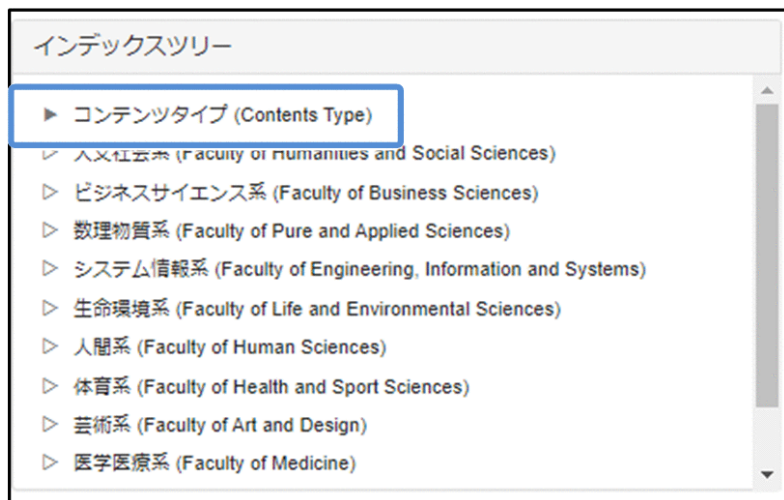 インデックスツリー
コンテンツタイプ (Contents Type)
人文社会系 (Faculty of Humanities and Social Sciences)
ビジネスサイエンス系 (Faculty of Business Sciences)
数理物質系 (Faculty of Pure and Applied Sciences)
システム情報系 (Faculty of Engineering, Information and Systems)
生命環境系 (Faculty of Life and Environmental Sciences)
人間系 (Faculty of Human Sciences)
体育系 (Faculty of Health and Sport Sciences)
芸術系 (Faculty of Art and Design)
医学医療系 (Faculty of Medicine)